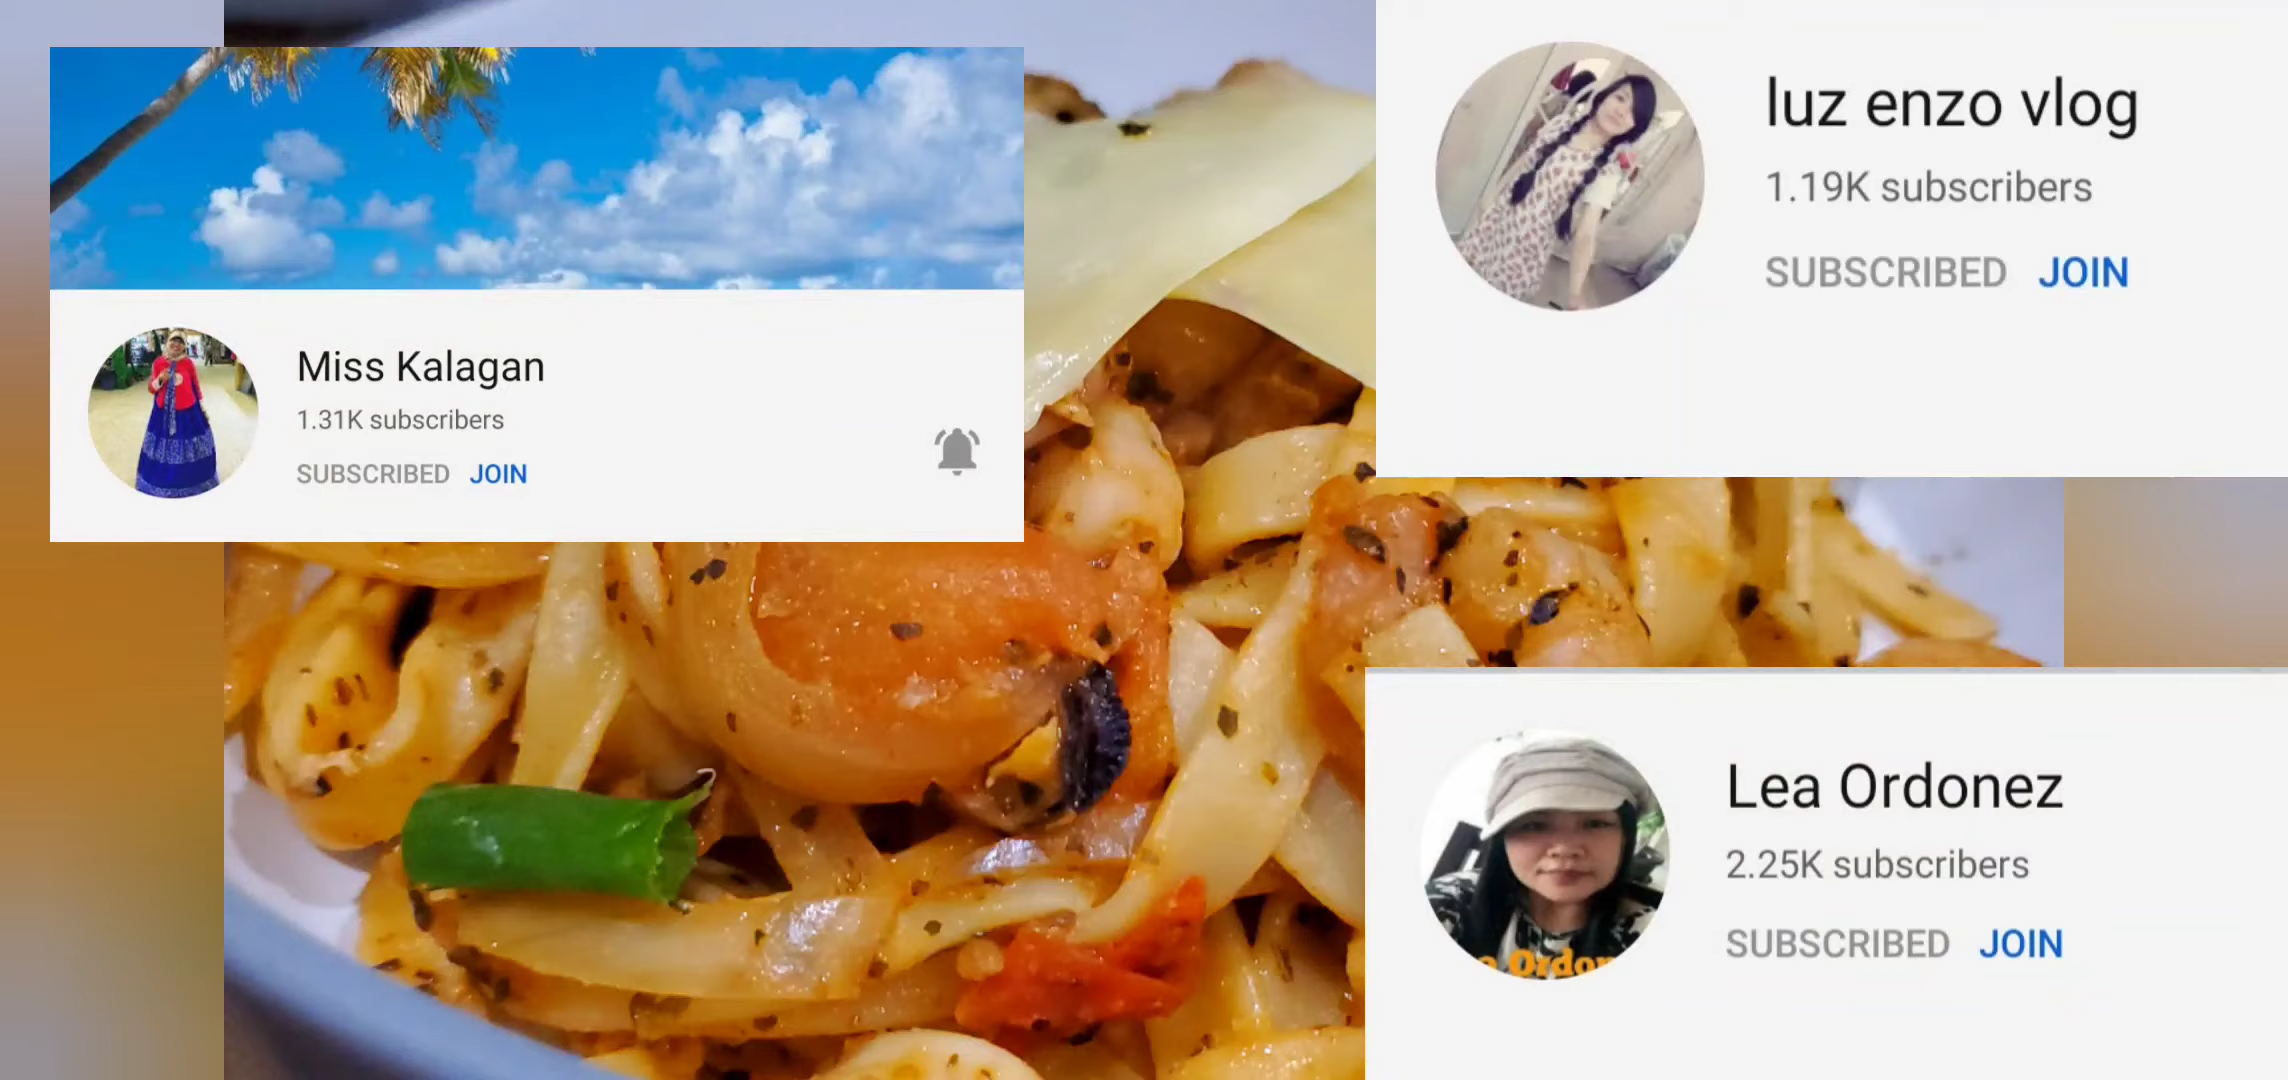 Miss Kalagan
1.31K subscribers
SUBSCRIBED JOIN
luz enzo vlog
1.19K subscribers
SUBSCRIBED JOIN
Lea Ordonez
2.25K subscribers
SUBSCRIBED JOIN